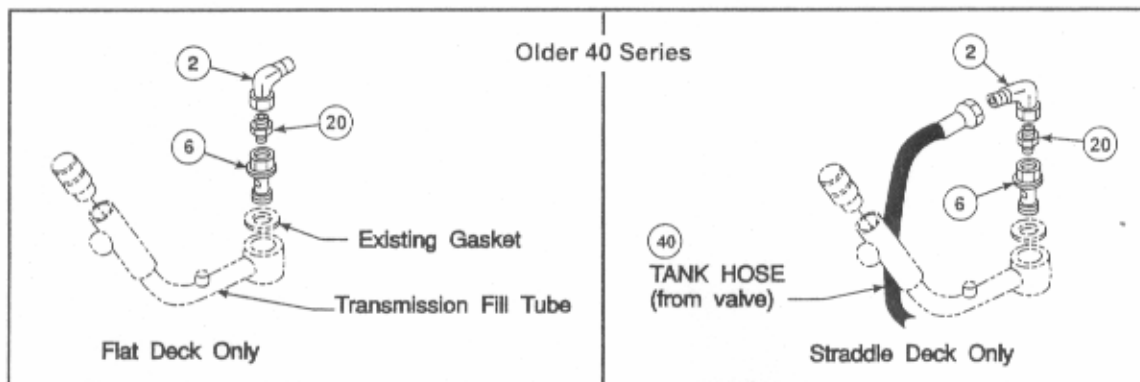 Older 40 Series
2
20
6
Existing Gasket
Transmission Fill Tube
Flat Deck Only
2
20
6
40
TANK HOSE
(from valve)
Straddle Deck Only